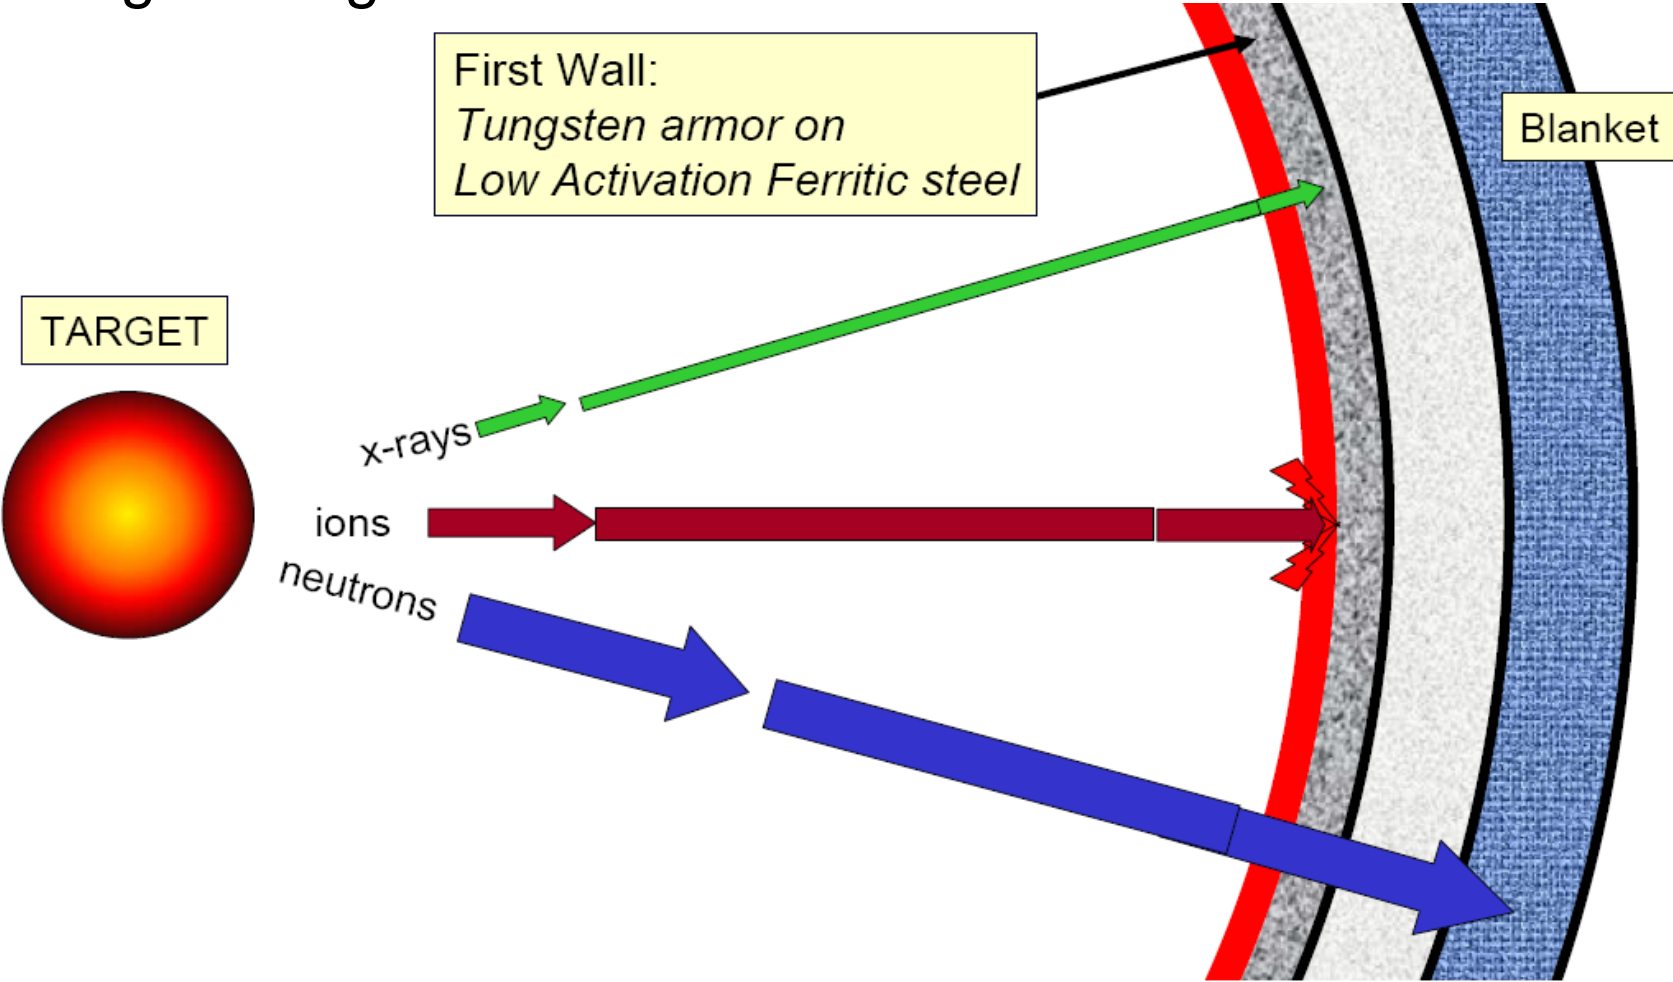 First Wall:
Tungsten armor on
Low Activation Ferritic steel
Blanket
TARGET
x-rays
ions
neutrons